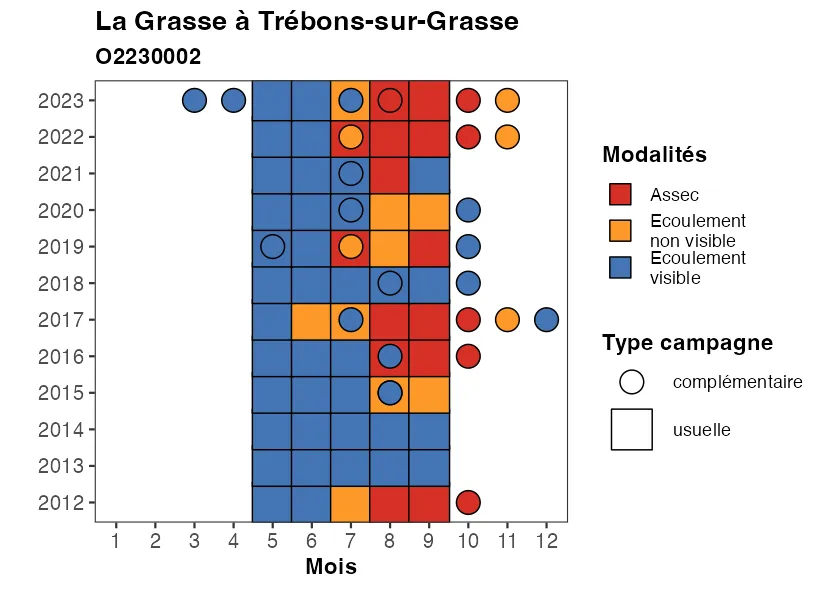 La Grasse à Trébons-sur-Grasse
O2230002
2023
2022
2021
2020
2019
2018
2017
2016
2015
2014
2013
2012
1 2 3 4 5 6 7 8 9 10 11 12
Mois
Modalités
Assec
Ecoulement
non visible
Ecoulement
visible
Type campagne
complémentaire
usuelle